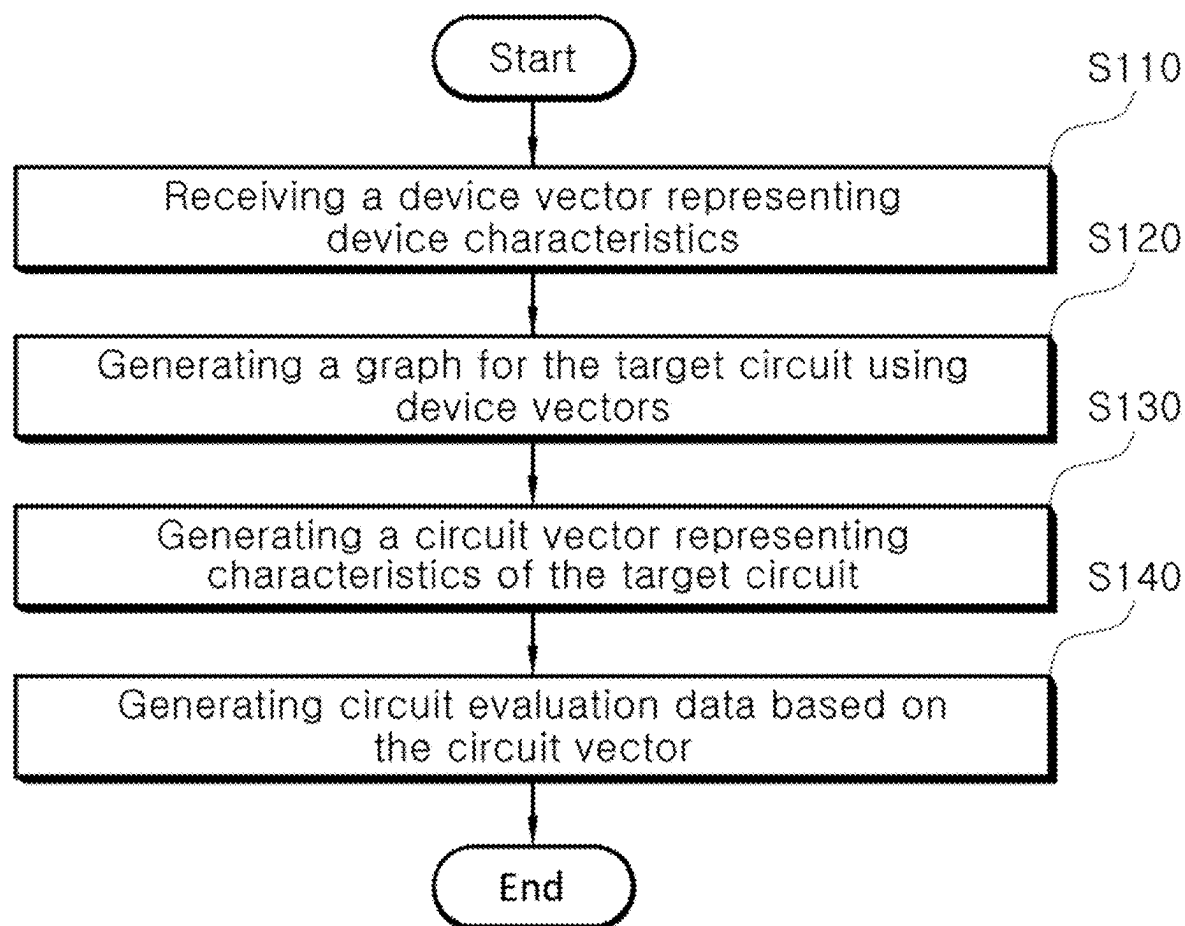 Start
S110
Receiving a device vector representing
device characteristics
S120
Generating a graph for the target circuit using
device vectors
S130
Generating a circuit vector representing
characteristics of the target circuit
S140
Generating circuit evaluation data based on
the circuit vector
End